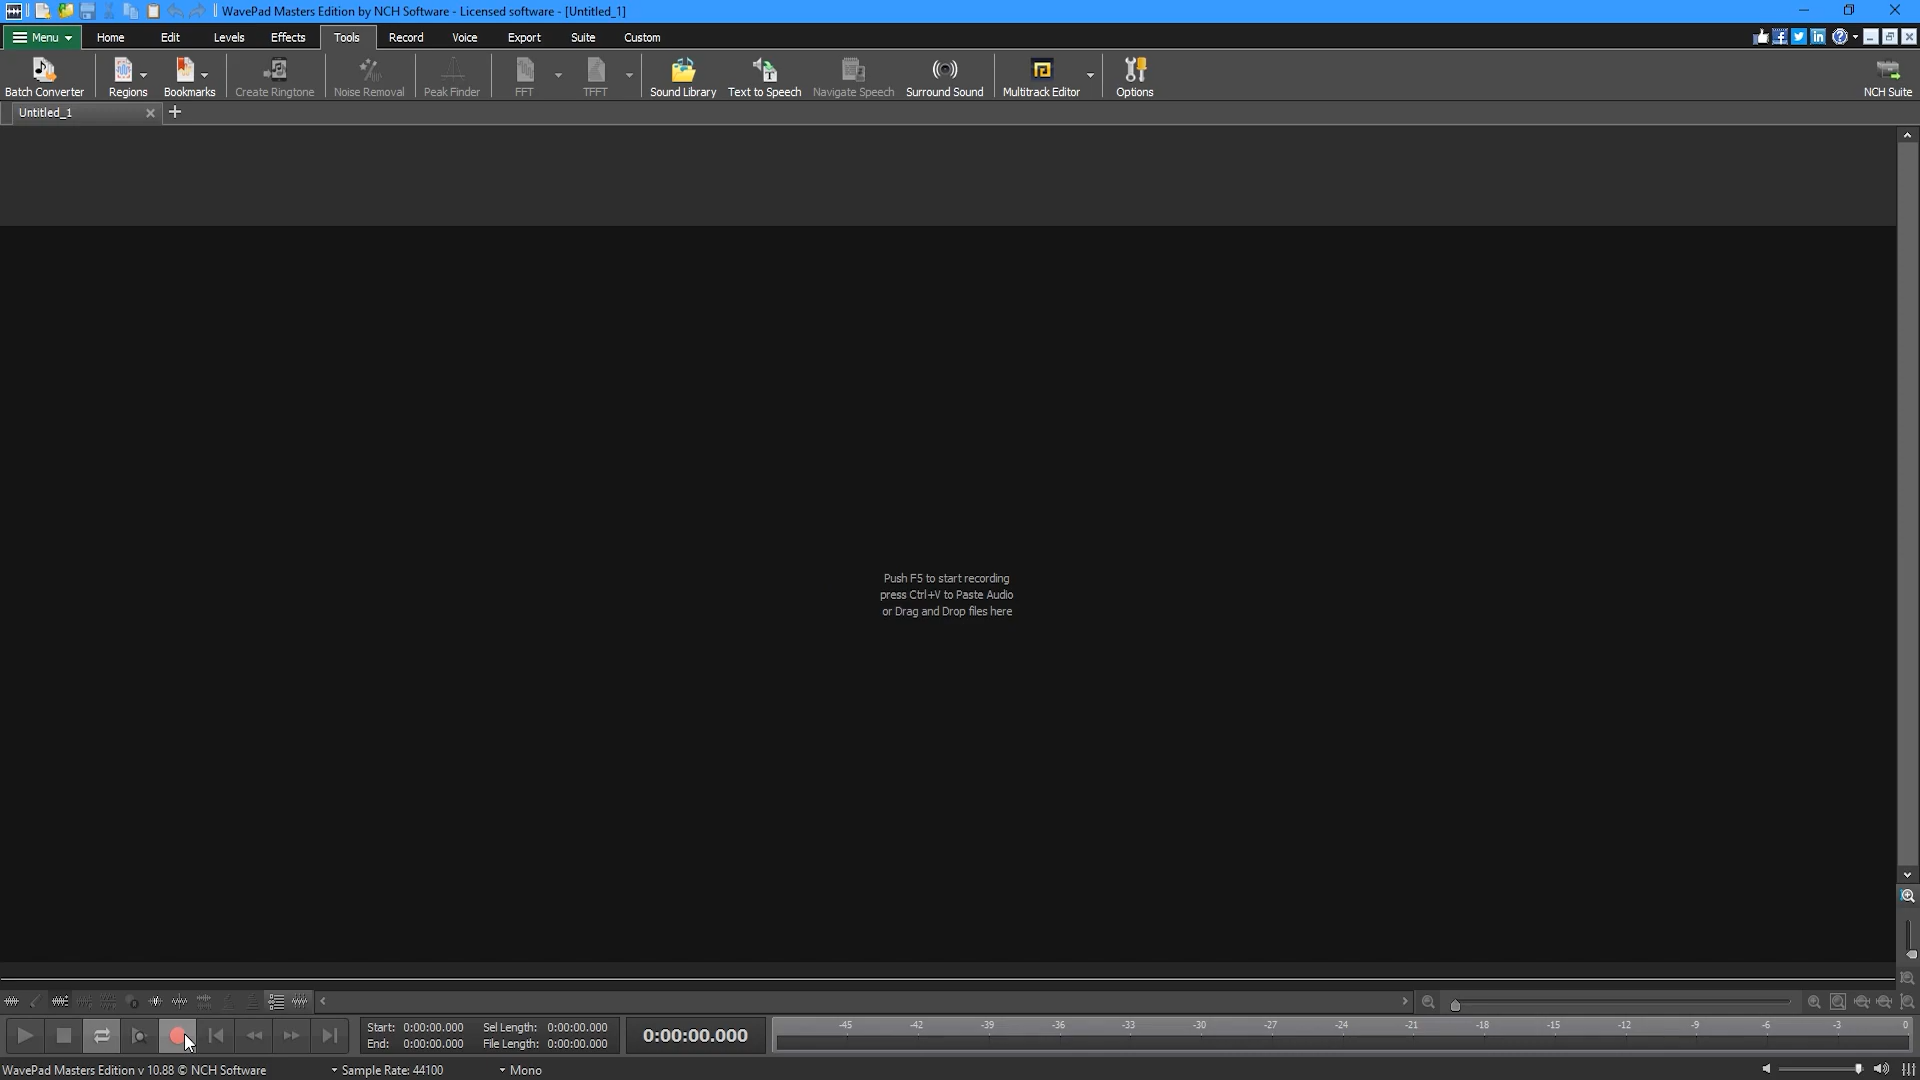 WavePad Masters Edition by NCH Software - Licensed software - [Untitled_1]
Menu Home Edit Levels Effects Tools Record Voice Export Suite Custom
Batch Converter Regions Bookmarks Create Ringtone Noise Removal Peak Finder FFT TFFT Sound Library Text to Speech Navigate Speech Surround Sound Multitrack Editor Options NCH Suite
Untitled_1
Push F5 to start recording
press Ctrl+V to Paste Audio
or Drag and Drop files here
Start: 0:00:00.000 Sel Length: 0:00:00.000
End: 0:00:00.000 File Length: 0:00:00.000
0:00:00.000
-45 -42 -39 -36 -33 -30 -27 -24 -21 -18 -15 -12 -9 -6 -3 0
WavePad Masters Edition v 10.88 © NCH Software Sample Rate: 44100 Mono